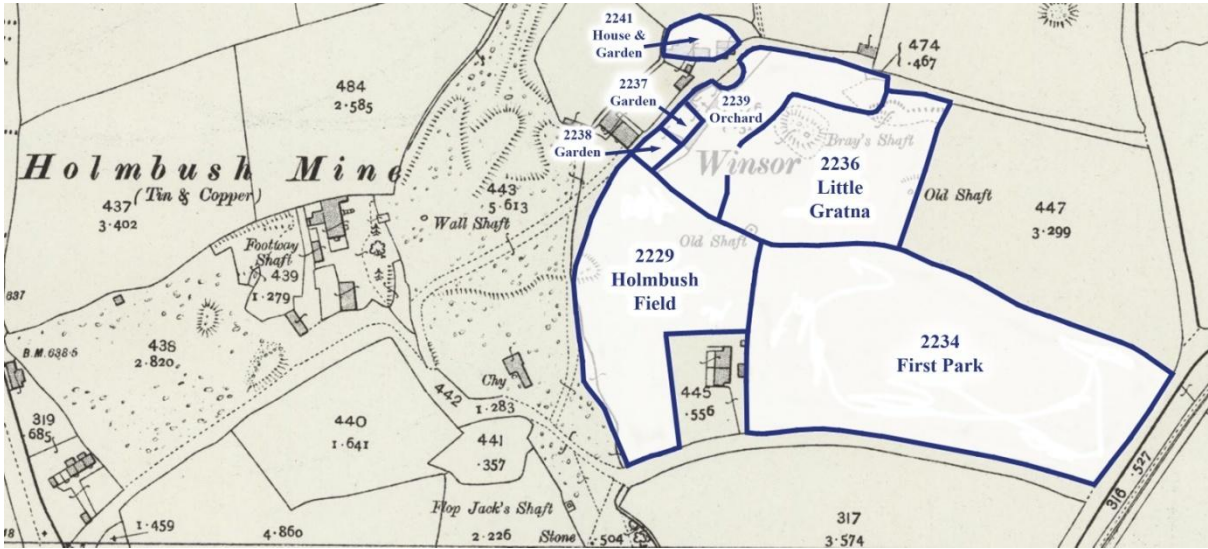 2241
House &
Garden
474
·467
484
2·585
2237
Garden
2239
Orchard
2238
Garden
Bray's Shaft
Holmbush Mine
(Tin & Copper)
437
3·402
443
5·613
Winsor
2236
Little
Gratna
Old Shaft
447
3·299
Wall Shaft
Footway
Shaft
439
1·279
Old Shaft
2229
Holmbush
Field
637
2234
First Park
B.M. 638·5
438
2·820
Chy
442
1·283
445
·556
319
·685
440
1·641
441
·357
Flop Jack's Shaft
316
·527
1·459
4·860
2·226
Stone
·504
317
3·574